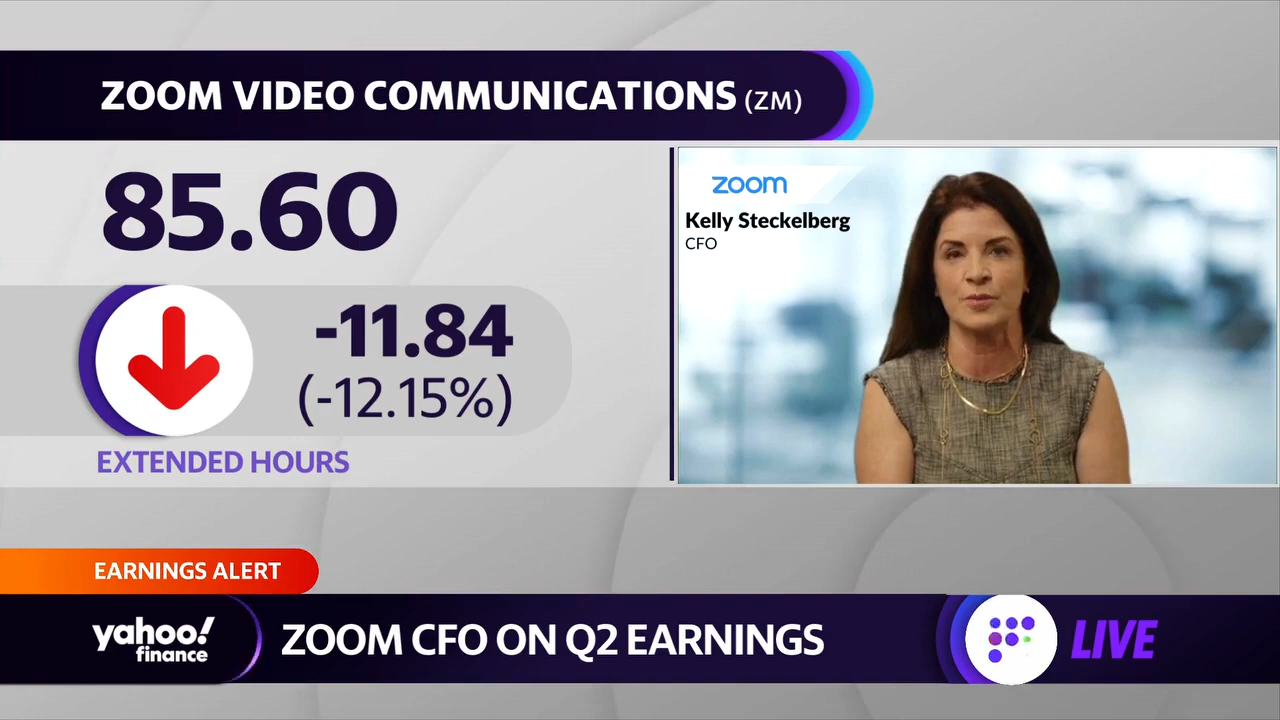 ZOOM VIDEO COMMUNICATIONS (ZM)
85.60
-11.84
(-12.15%)
EXTENDED HOURS
zoom
Kelly Steckelberg
CFO
EARNINGS ALERT
yahoo!
finance
ZOOM CFO ON Q2 EARNINGS
LIVE